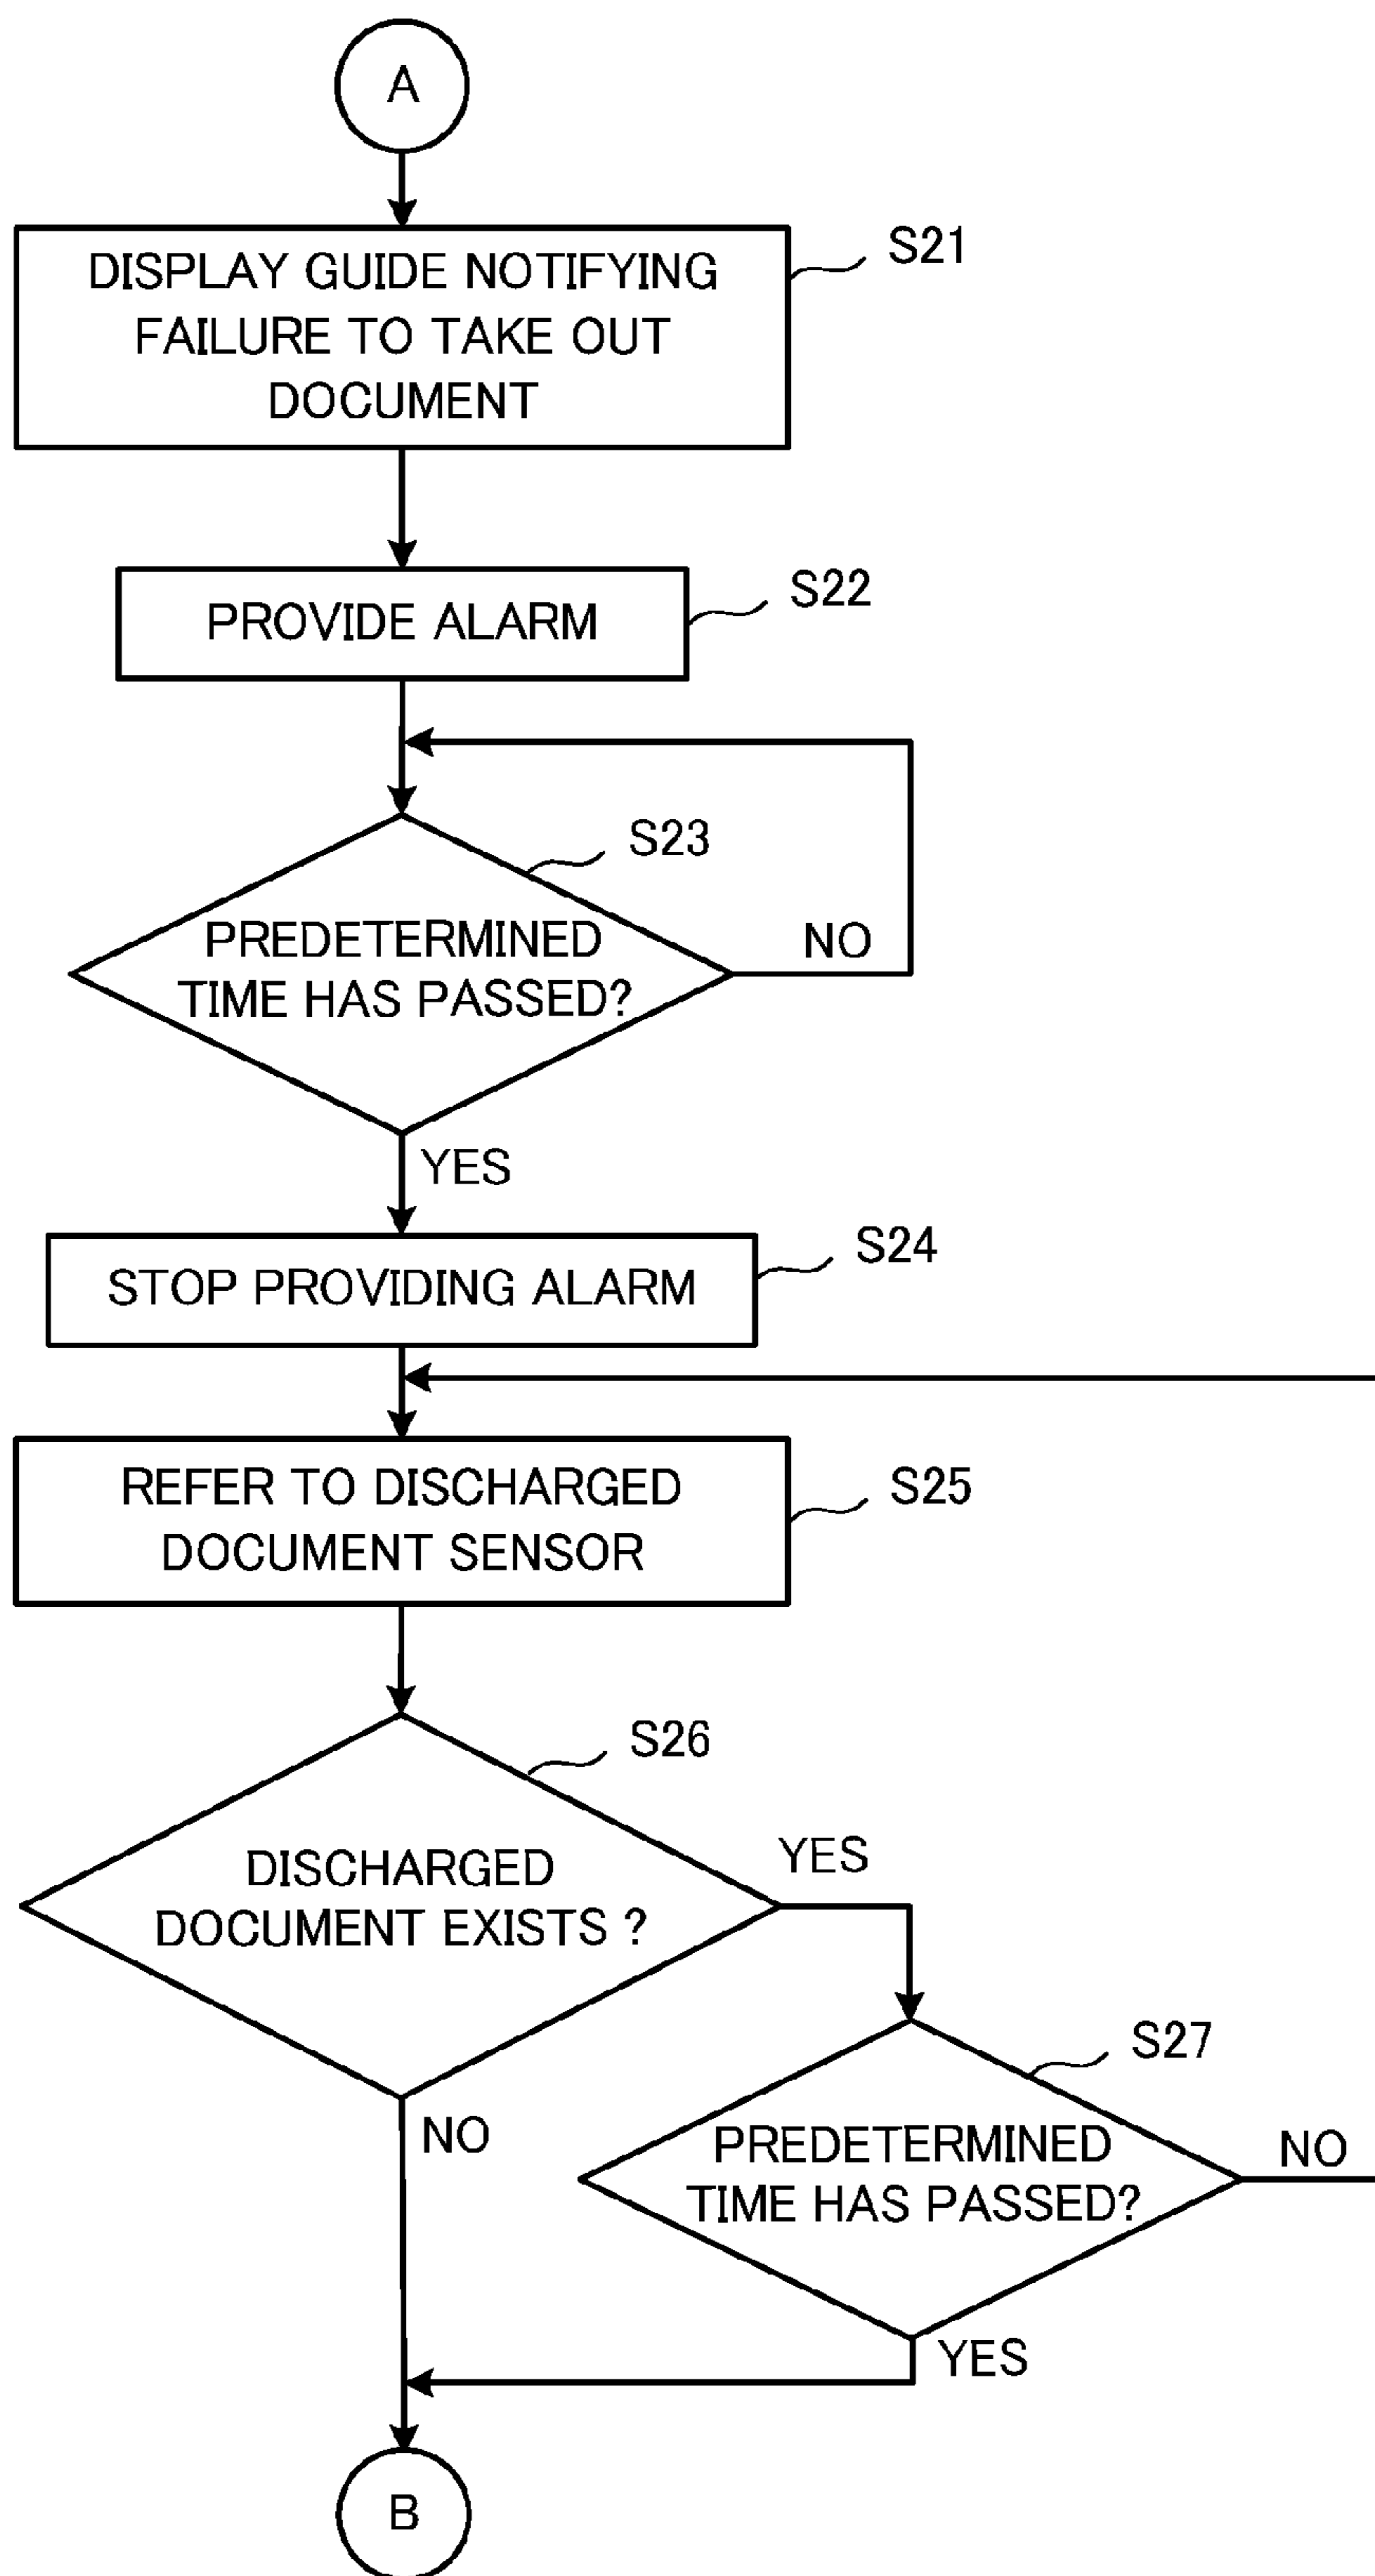 A
DISPLAY GUIDE NOTIFYING
FAILURE TO TAKE OUT
DOCUMENT
S21
PROVIDE ALARM
S22
S23
PREDETERMINED
TIME HAS PASSED?
NO
YES
STOP PROVIDING ALARM
S24
REFER TO DISCHARGED
DOCUMENT SENSOR
S25
S26
DISCHARGED
DOCUMENT EXISTS ?
YES
NO
S27
PREDETERMINED
TIME HAS PASSED?
NO
YES
B